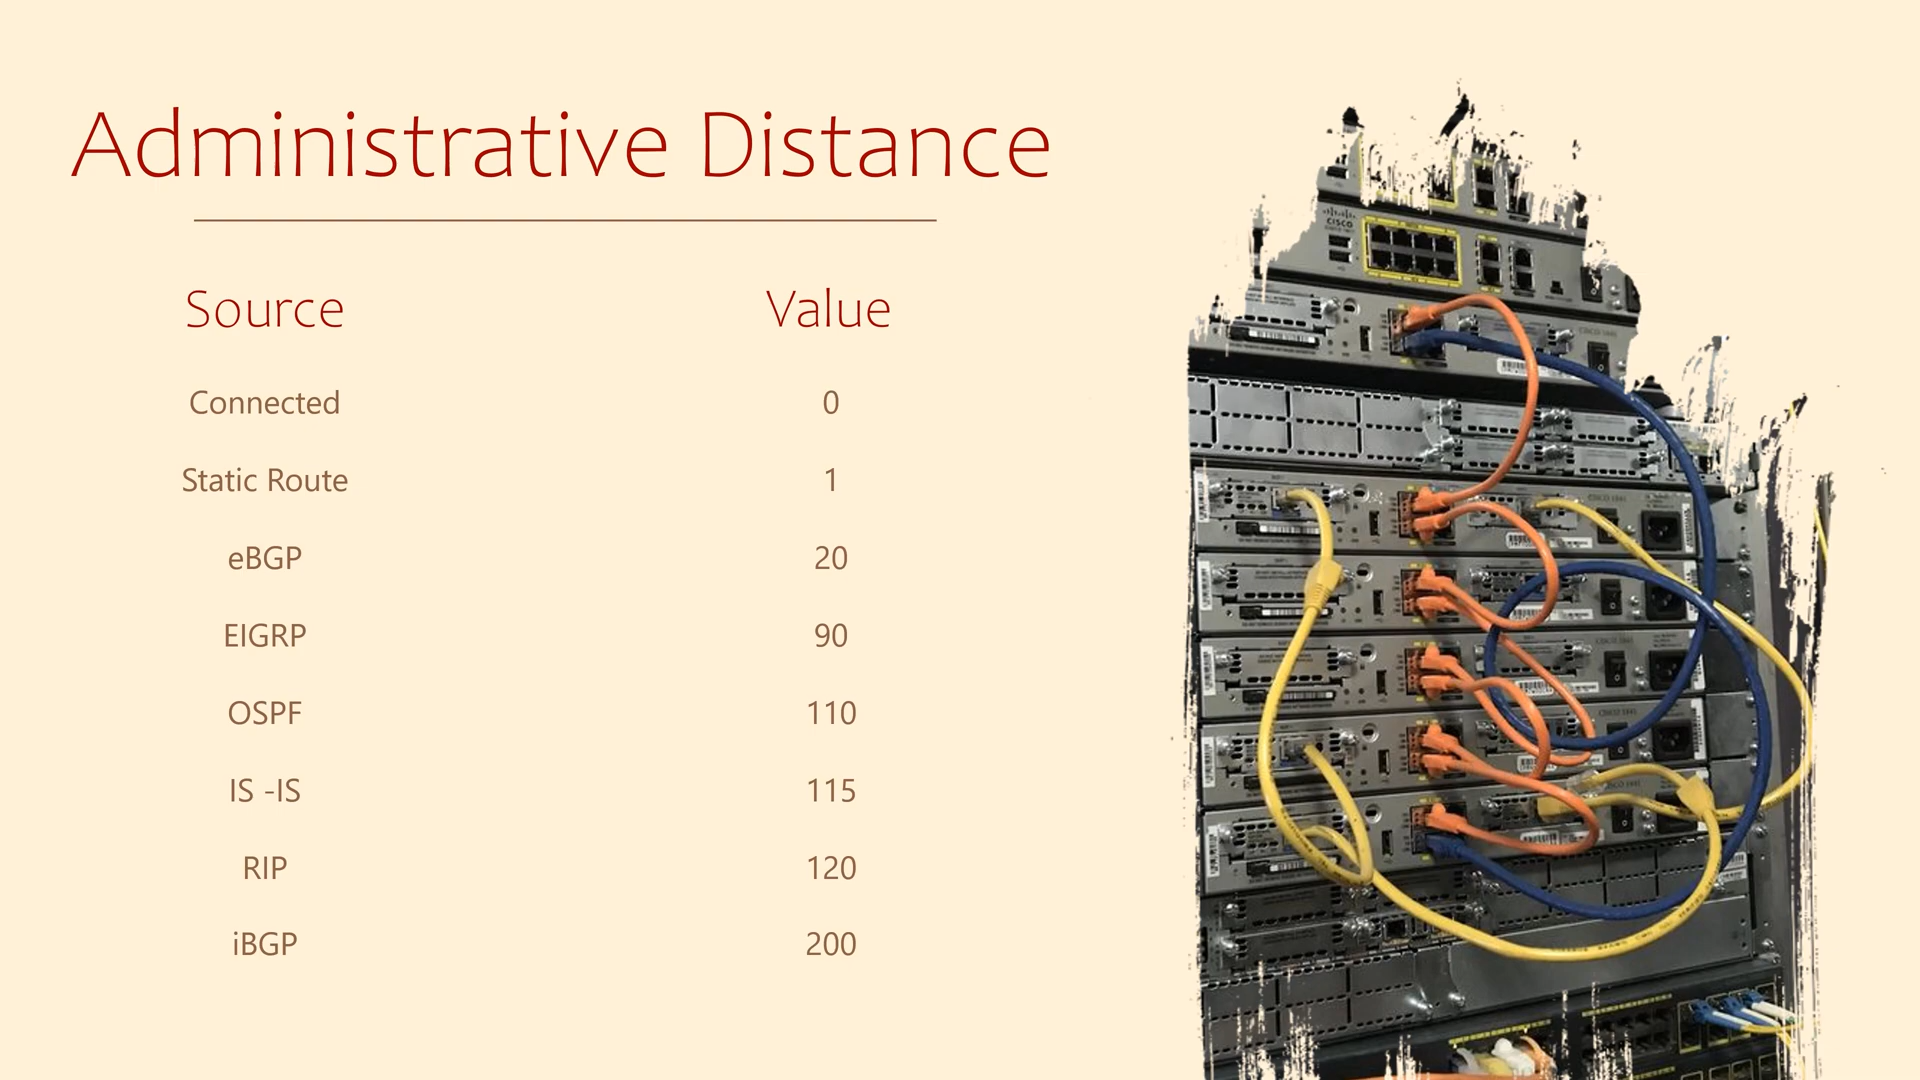 Administrative Distance
Source Value
Connected 0
Static Route 1
eBGP 20
EIGRP 90
OSPF 110
IS -IS 115
RIP 120
iBGP 200
CISCO